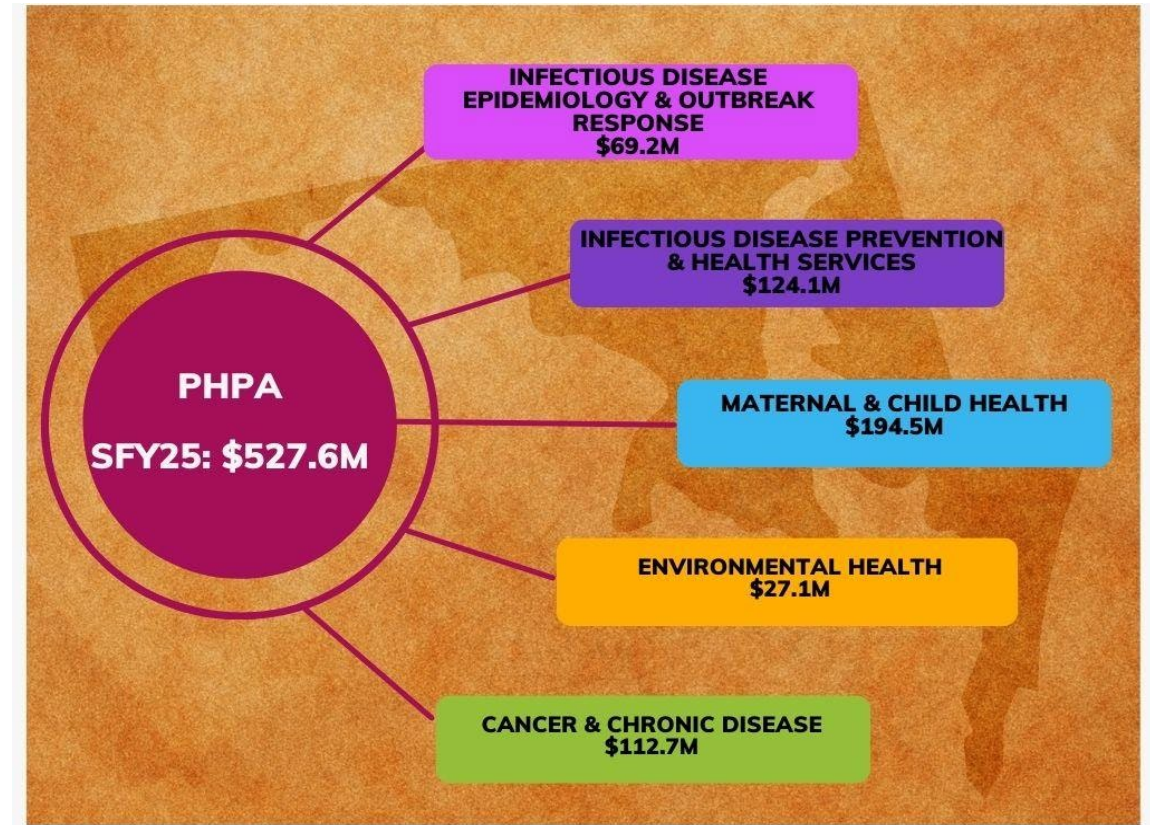 INFECTIOUS DISEASE
EPIDEMIOLOGY & OUTBREAK
RESPONSE
$69.2M
INFECTIOUS DISEASE PREVENTION
& HEALTH SERVICES
$124.1M
PHPA
SFY25: $527.6M
MATERNAL & CHILD HEALTH
$194.5M
ENVIRONMENTAL HEALTH
$27.1M
CANCER & CHRONIC DISEASE
$112.7M